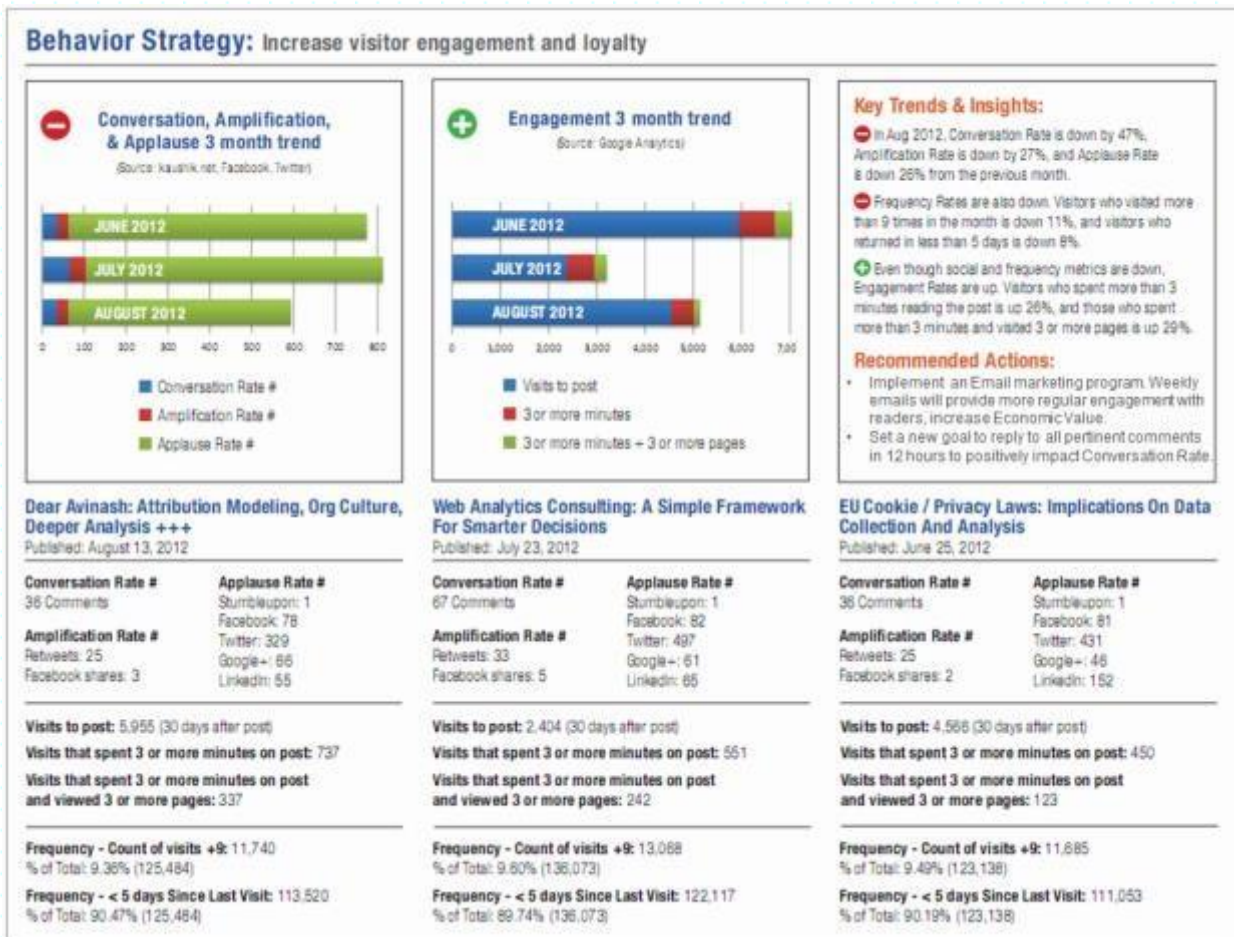 Behavior Strategy: Increase visitor engagement and loyalty
Conversation, Amplification,
& Applause 3 month trend
(Source: kaushik.net, Facebook, Twitter)
JUNE 2012
JULY 2012
AUGUST 2012
0 100 200 300 400 500 600 700 800
Conversation Rate #
Amplification Rate #
Applause Rate #
Engagement 3 month trend
(Source: Google Analytics)
JUNE 2012
JULY 2012
AUGUST 2012
0 1,000 2,000 3,000 4,000 5,000 6,000 7,00
Visits to post
3 or more minutes
3 or more minutes + 3 or more pages
Key Trends & Insights:
In Aug 2012, Conversation Rate is down by 47%,
Amplification Rate is down by 27%, and Applause Rate
is down 26% from the previous month.
Frequency Rates are also down. Visitors who visited more
than 9 times in the month is down 11%, and visitors who
returned in less than 5 days is down 8%.
Even though social and frequency metrics are down,
Engagement Rates are up. Visitors who spent more than 3
minutes reading the post is up 26%, and those who spent
more than 3 minutes and visited 3 or more pages is up 29%.
Recommended Actions:
• Implement an Email marketing program. Weekly
emails will provide more regular engagement with
readers, increase Economic Value.
• Set a new goal to reply to all pertinent comments
in 12 hours to positively impact Conversation Rate.
Dear Avinash: Attribution Modeling, Org Culture,
Deeper Analysis +++
Published: August 13, 2012
Conversation Rate #
36 Comments
Amplification Rate #
Retweets: 25
Facebook shares: 3
Applause Rate #
Stumbleupon: 1
Facebook: 78
Twitter: 329
Google+: 66
LinkedIn: 55
Visits to post: 5,955 (30 days after post)
Visits that spent 3 or more minutes on post: 737
Visits that spent 3 or more minutes on post
and viewed 3 or more pages: 337
Frequency - Count of visits +9: 11,740
% of Total: 9.36% (125,484)
Frequency - < 5 days Since Last Visit: 113,520
% of Total: 90.47% (125,484)
Web Analytics Consulting: A Simple Framework
For Smarter Decisions
Published: July 23, 2012
Conversation Rate #
67 Comments
Amplification Rate #
Retweets: 33
Facebook shares: 5
Applause Rate #
Stumbleupon: 1
Facebook: 82
Twitter: 497
Google+: 61
LinkedIn: 65
Visits to post: 2,404 (30 days after post)
Visits that spent 3 or more minutes on post: 551
Visits that spent 3 or more minutes on post
and viewed 3 or more pages: 242
Frequency - Count of visits +9: 13,068
% of Total: 9.60% (136,073)
Frequency - < 5 days Since Last Visit: 122,117
% of Total: 89.74% (136,073)
EU Cookie / Privacy Laws: Implications On Data
Collection And Analysis
Published: June 25, 2012
Conversation Rate #
36 Comments
Amplification Rate #
Retweets: 25
Facebook shares: 2
Applause Rate #
Stumbleupon: 1
Facebook: 81
Twitter: 431
Google+: 46
LinkedIn: 152
Visits to post: 4,566 (30 days after post)
Visits that spent 3 or more minutes on post: 450
Visits that spent 3 or more minutes on post
and viewed 3 or more pages: 123
Frequency - Count of visits +9: 11,685
% of Total: 9.49% (123,138)
Frequency - < 5 days Since Last Visit: 111,053
% of Total: 90.19% (123,138)